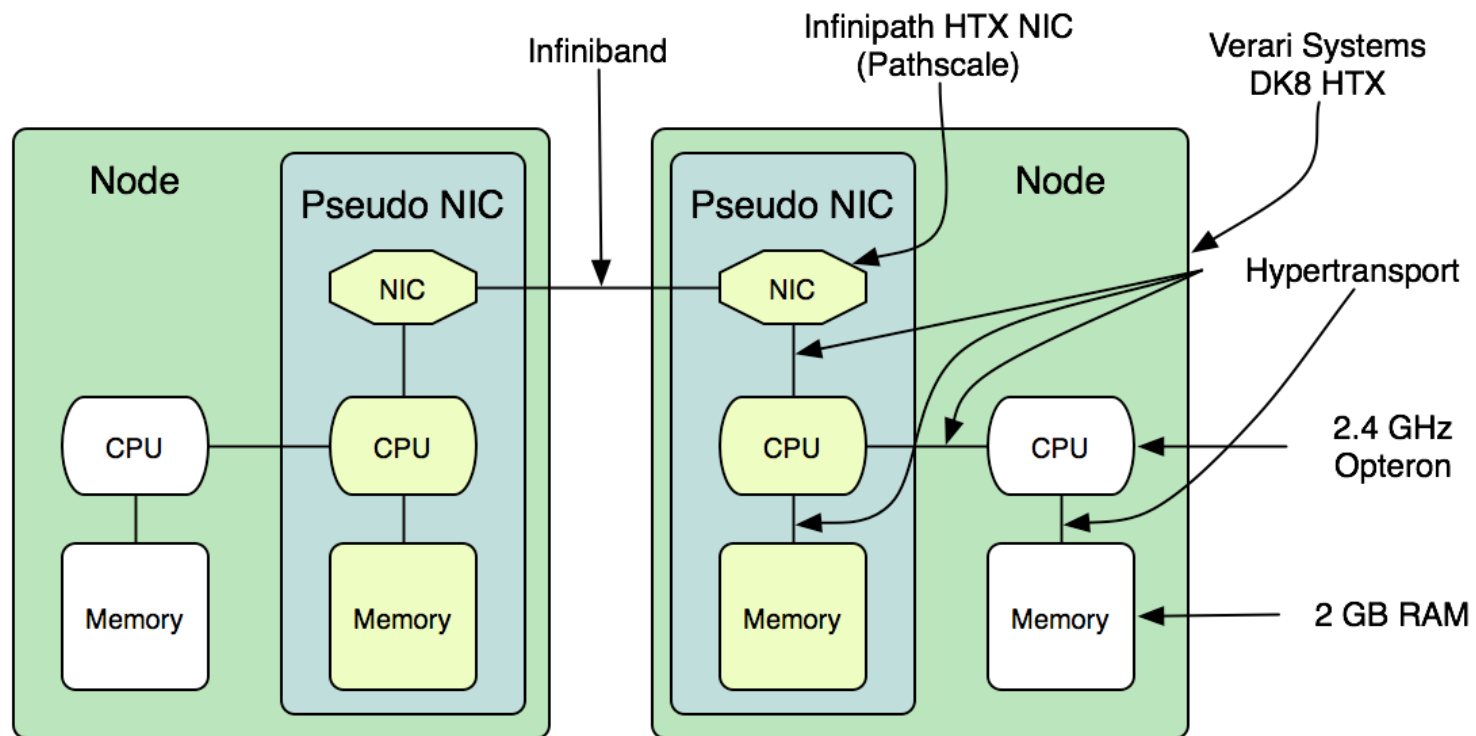 Infiniband
Infinipath HTX NIC
(Pathscale)
Verari Systems
DK8 HTX
Node
Pseudo NIC
Pseudo NIC
Node
NIC
NIC
Hypertransport
CPU
CPU
CPU
CPU
2.4 GHz
Opteron
Memory
Memory
Memory
Memory
2 GB RAM